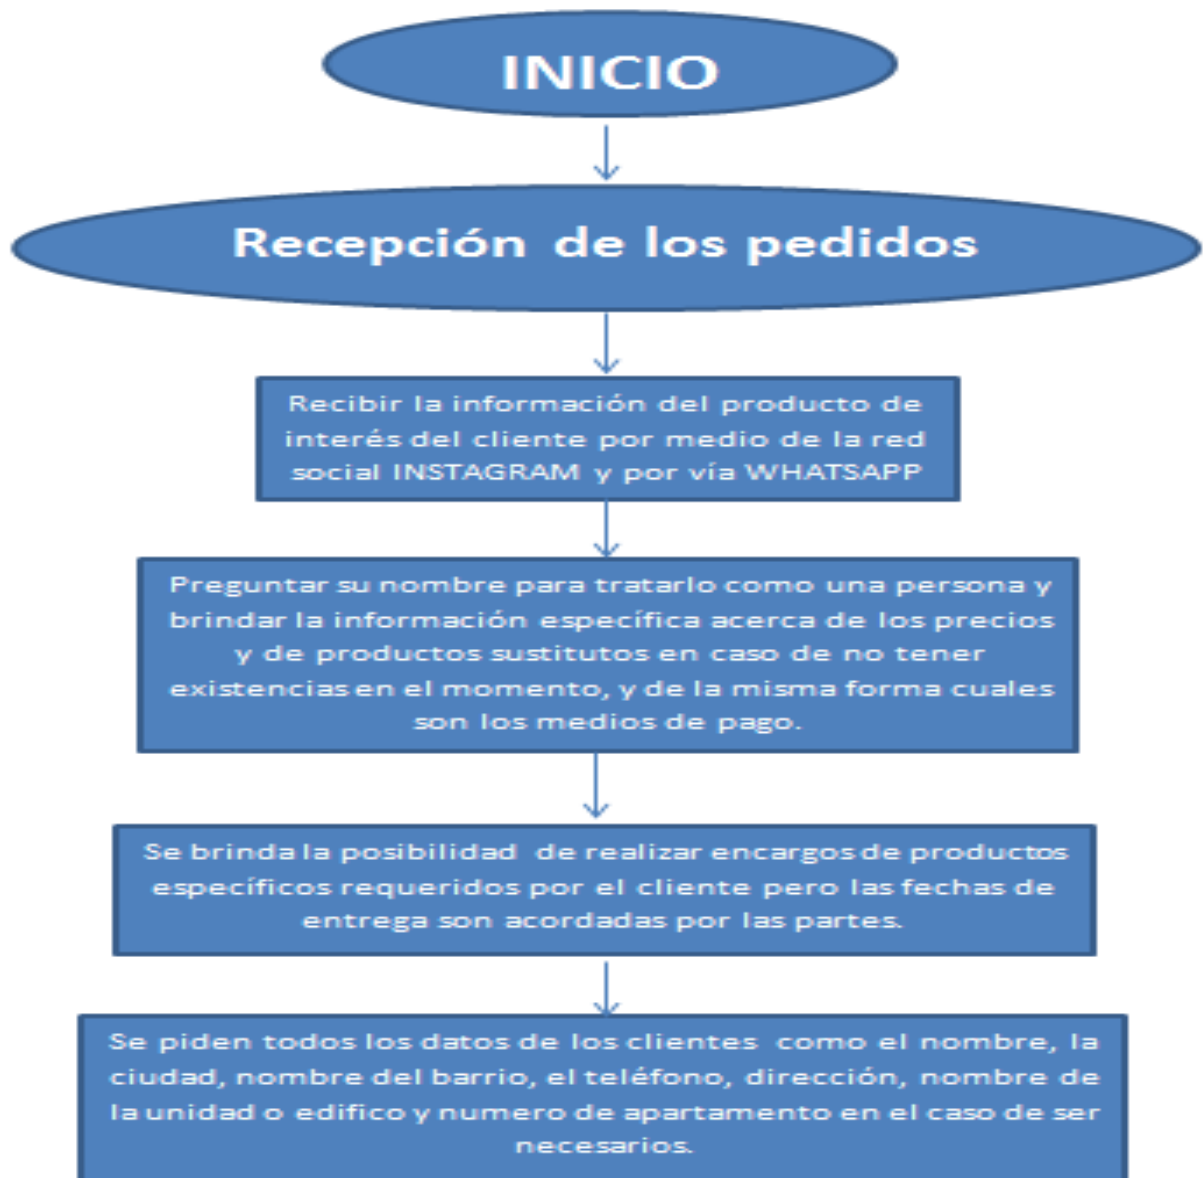 INICIO
Recepción de los pedidos
Recibir la información del producto de
interés del cliente por medio de la red
social INSTAGRAM y por vía WHATSAPP
Preguntar su nombre para tratarlo como una persona y
brindar la información específica acerca de los precios
y de productos sustitutos en caso de no tener
existencias en el momento, y de la misma forma cuales
son los medios de pago.
Se brinda la posibilidad de realizar encargos de productos
específicos requeridos por el cliente pero las fechas de
entrega son acordadas por las partes.
Se piden todos los datos de los clientes como el nombre, la
ciudad, nombre del barrio, el teléfono, dirección, nombre de
la unidad o edifico y numero de apartamento en el caso de ser
necesarios.